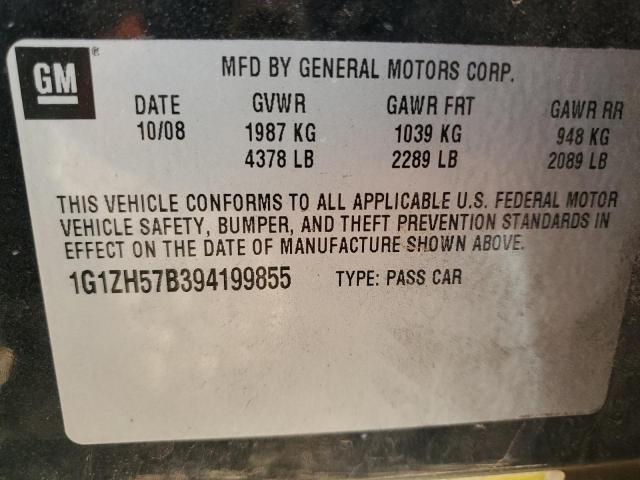 GM ®
MFD BY GENERAL MOTORS CORP.
DATE GVWR GAWR FRT GAWR RR
10/08 1987 KG 1039 KG 948 KG
4378 LB 2289 LB 2089 LB
THIS VEHICLE CONFORMS TO ALL APPLICABLE U.S. FEDERAL MOTOR
VEHICLE SAFETY, BUMPER, AND THEFT PREVENTION STANDARDS IN
EFFECT ON THE DATE OF MANUFACTURE SHOWN ABOVE.
1G1ZH57B394199855 TYPE: PASS CAR